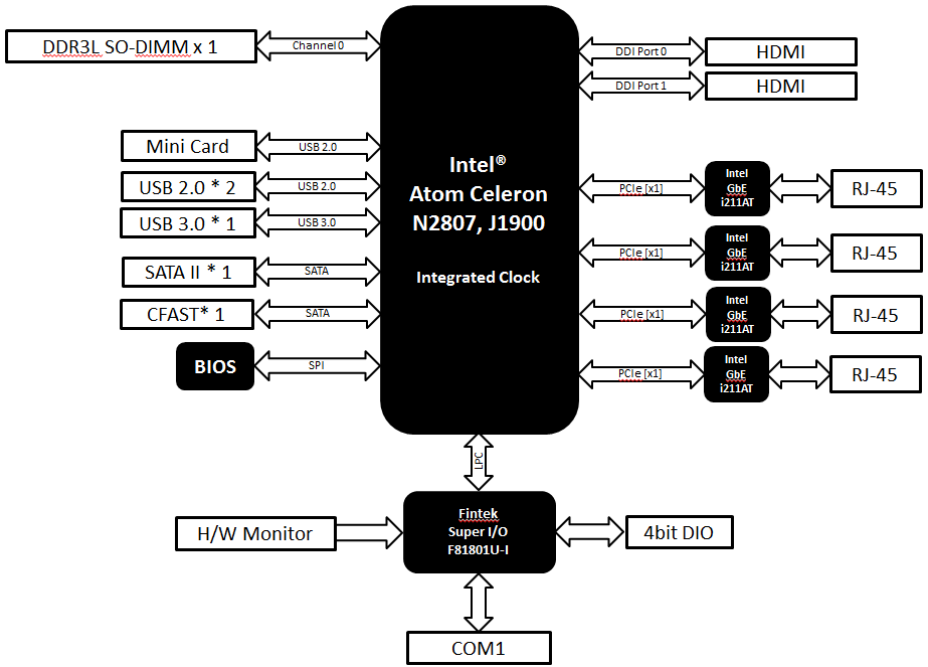 DDR3L SO-DIMM x 1
Channel 0
DDI Port 0
HDMI
DDI Port 1
HDMI
Mini Card
USB 2.0
USB 2.0 * 2
USB 2.0
USB 3.0 * 1
USB 3.0
SATA II * 1
SATA
CFAST* 1
SATA
BIOS
SPI
Intel®
Atom Celeron
N2807, J1900
Integrated Clock
PCIe [x1]
Intel
GbE
i211AT
RJ-45
PCIe [x1]
Intel
GbE
i211AT
RJ-45
PCIe [x1]
Intel
GbE
i211AT
RJ-45
PCIe [x1]
Intel
GbE
i211AT
RJ-45
LPC
H/W Monitor
Fintek
Super I/O
F81801U-I
4bit DIO
COM1